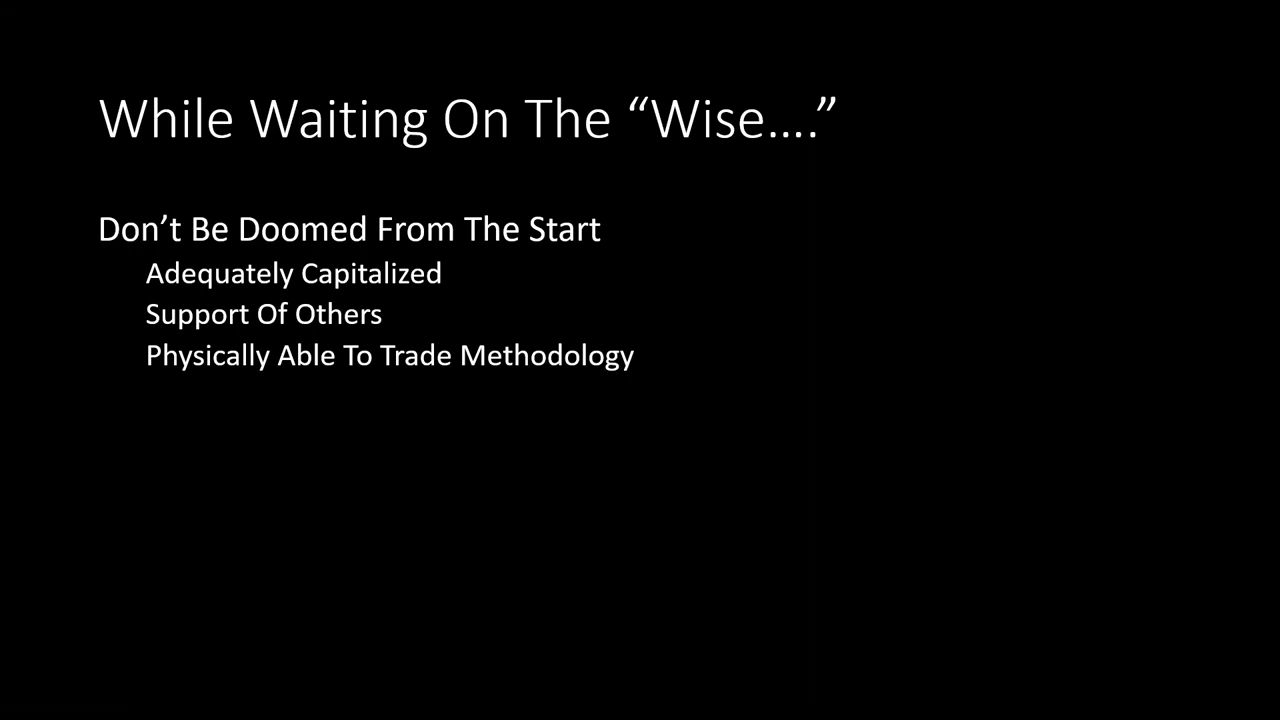 While Waiting On The “Wise….”
Don’t Be Doomed From The Start
Adequately Capitalized
Support Of Others
Physically Able To Trade Methodology